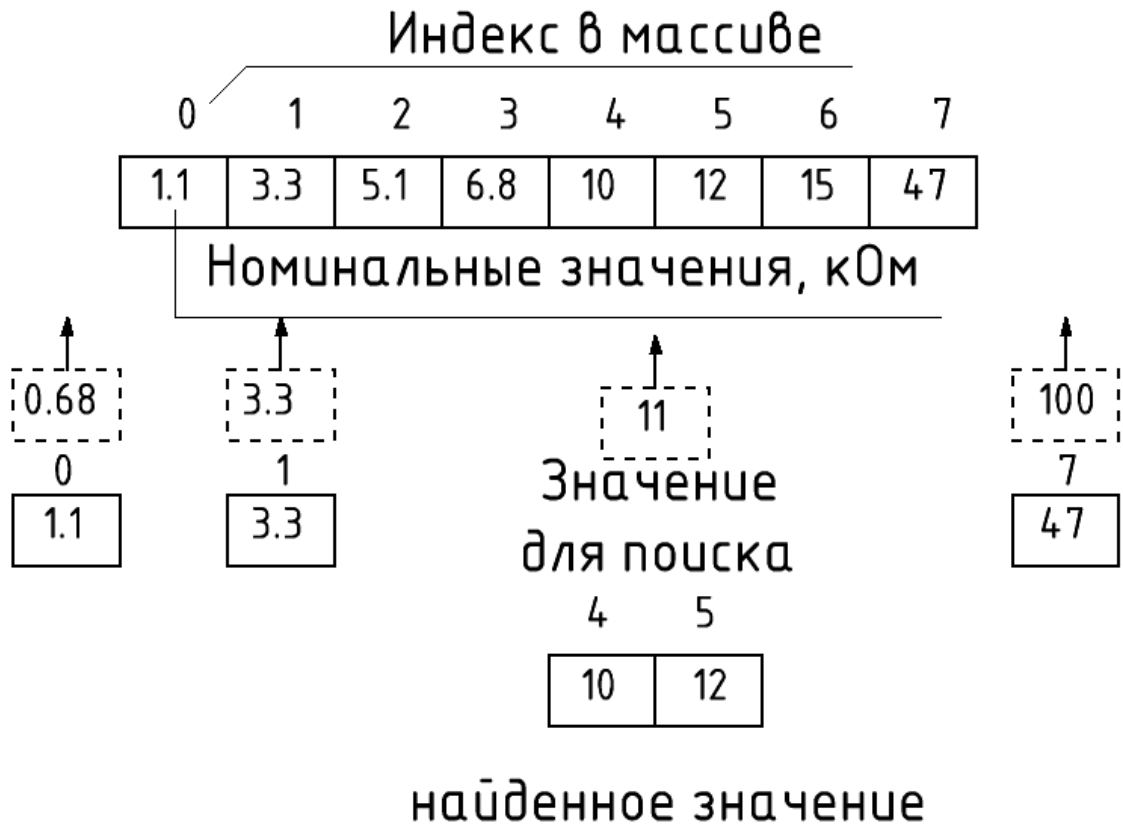 Индекс в массиве
0 1 2 3 4 5 6 7
1.1 3.3 5.1 6.8 10 12 15 47
Номинальные значения, кОм
0.68 3.3 11 100
0 1 7
Значение
1.1 3.3 47
для поиска
4 5
10 12
найденное значение